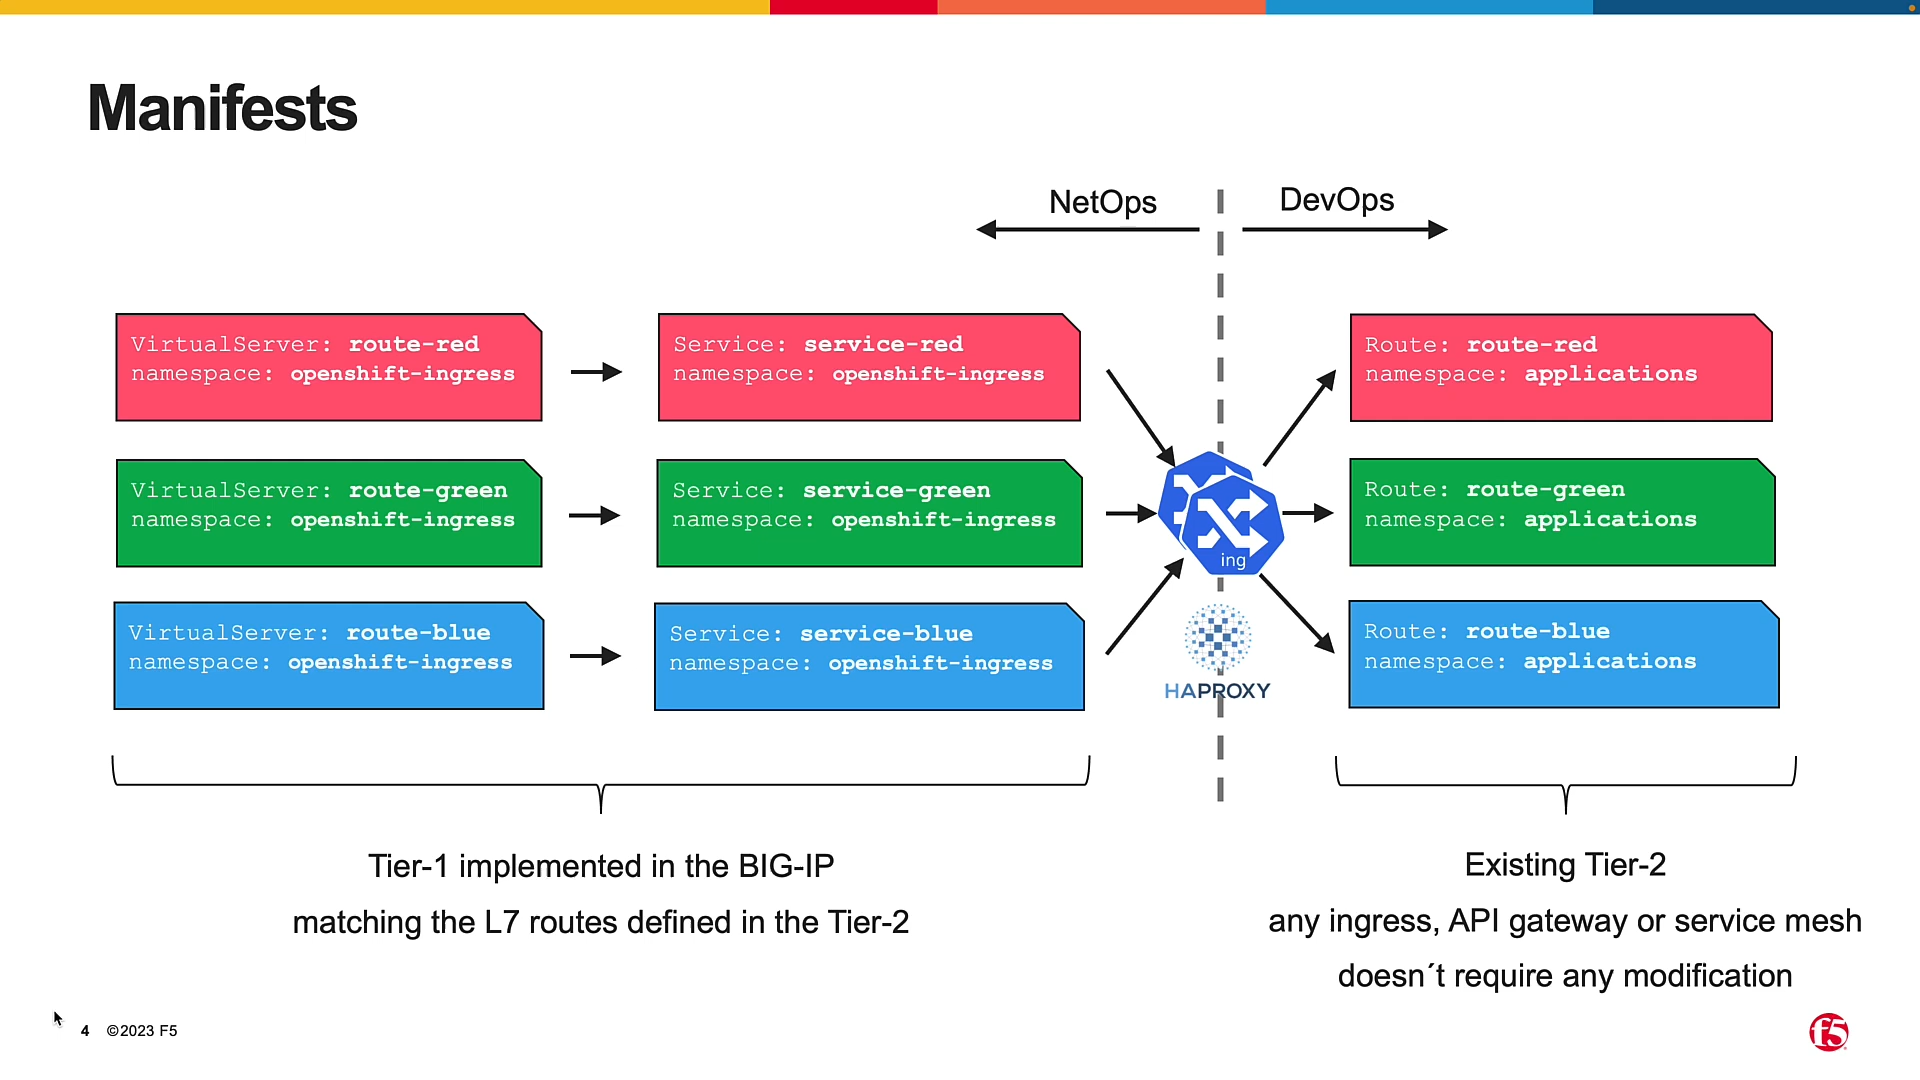 Manifests
NetOps
DevOps
VirtualServer: route-red
namespace: openshift-ingress
Service: service-red
namespace: openshift-ingress
Route: route-red
namespace: applications
VirtualServer: route-green
namespace: openshift-ingress
Service: service-green
namespace: openshift-ingress
ing
Route: route-green
namespace: applications
VirtualServer: route-blue
namespace: openshift-ingress
Service: service-blue
namespace: openshift-ingress
HAPROXY
Route: route-blue
namespace: applications
Tier-1 implemented in the BIG-IP
matching the L7 routes defined in the Tier-2
Existing Tier-2
any ingress, API gateway or service mesh
doesn´t require any modification
4 ©2023 F5
f5